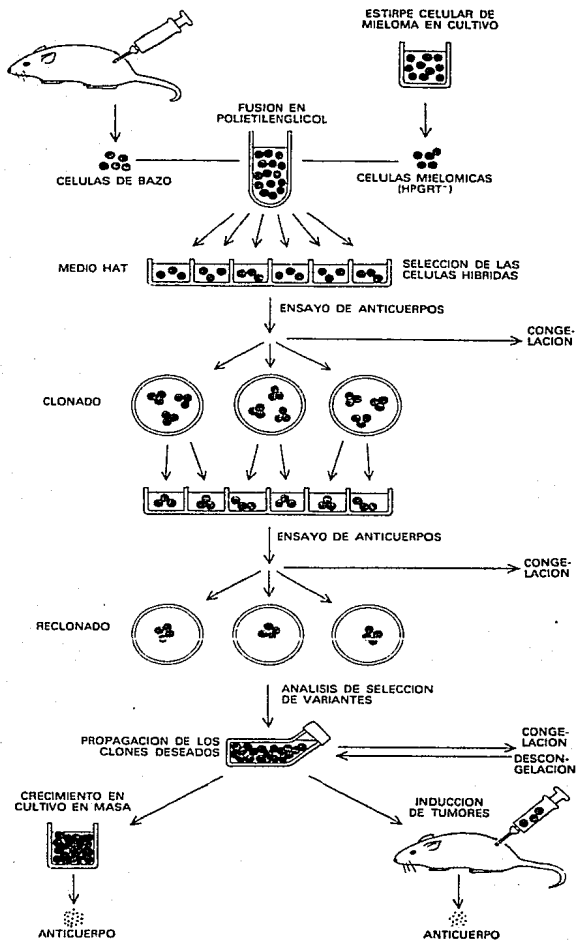 ESTIRPE CELULAR DE
MIELOMA EN CULTIVO
FUSION EN
POLIETILENGLICOL
CELULAS DE BAZO
CELULAS MIELOMICAS
(HPGRT⁻)
MEDIO HAT
SELECCION DE LAS
CELULAS HIBRIDAS
ENSAYO DE ANTICUERPOS
CONGE-
LACION
CLONADO
ENSAYO DE ANTICUERPOS
CONGE-
LACION
RECLONADO
ANALISIS DE SELECCION
DE VARIANTES
PROPAGACION DE LOS
CLONES DESEADOS
CONGE-
LACION
DESCON-
GELACION
CRECIMIENTO EN
CULTIVO EN MASA
INDUCCION
DE TUMORES
ANTICUERPO
ANTICUERPO